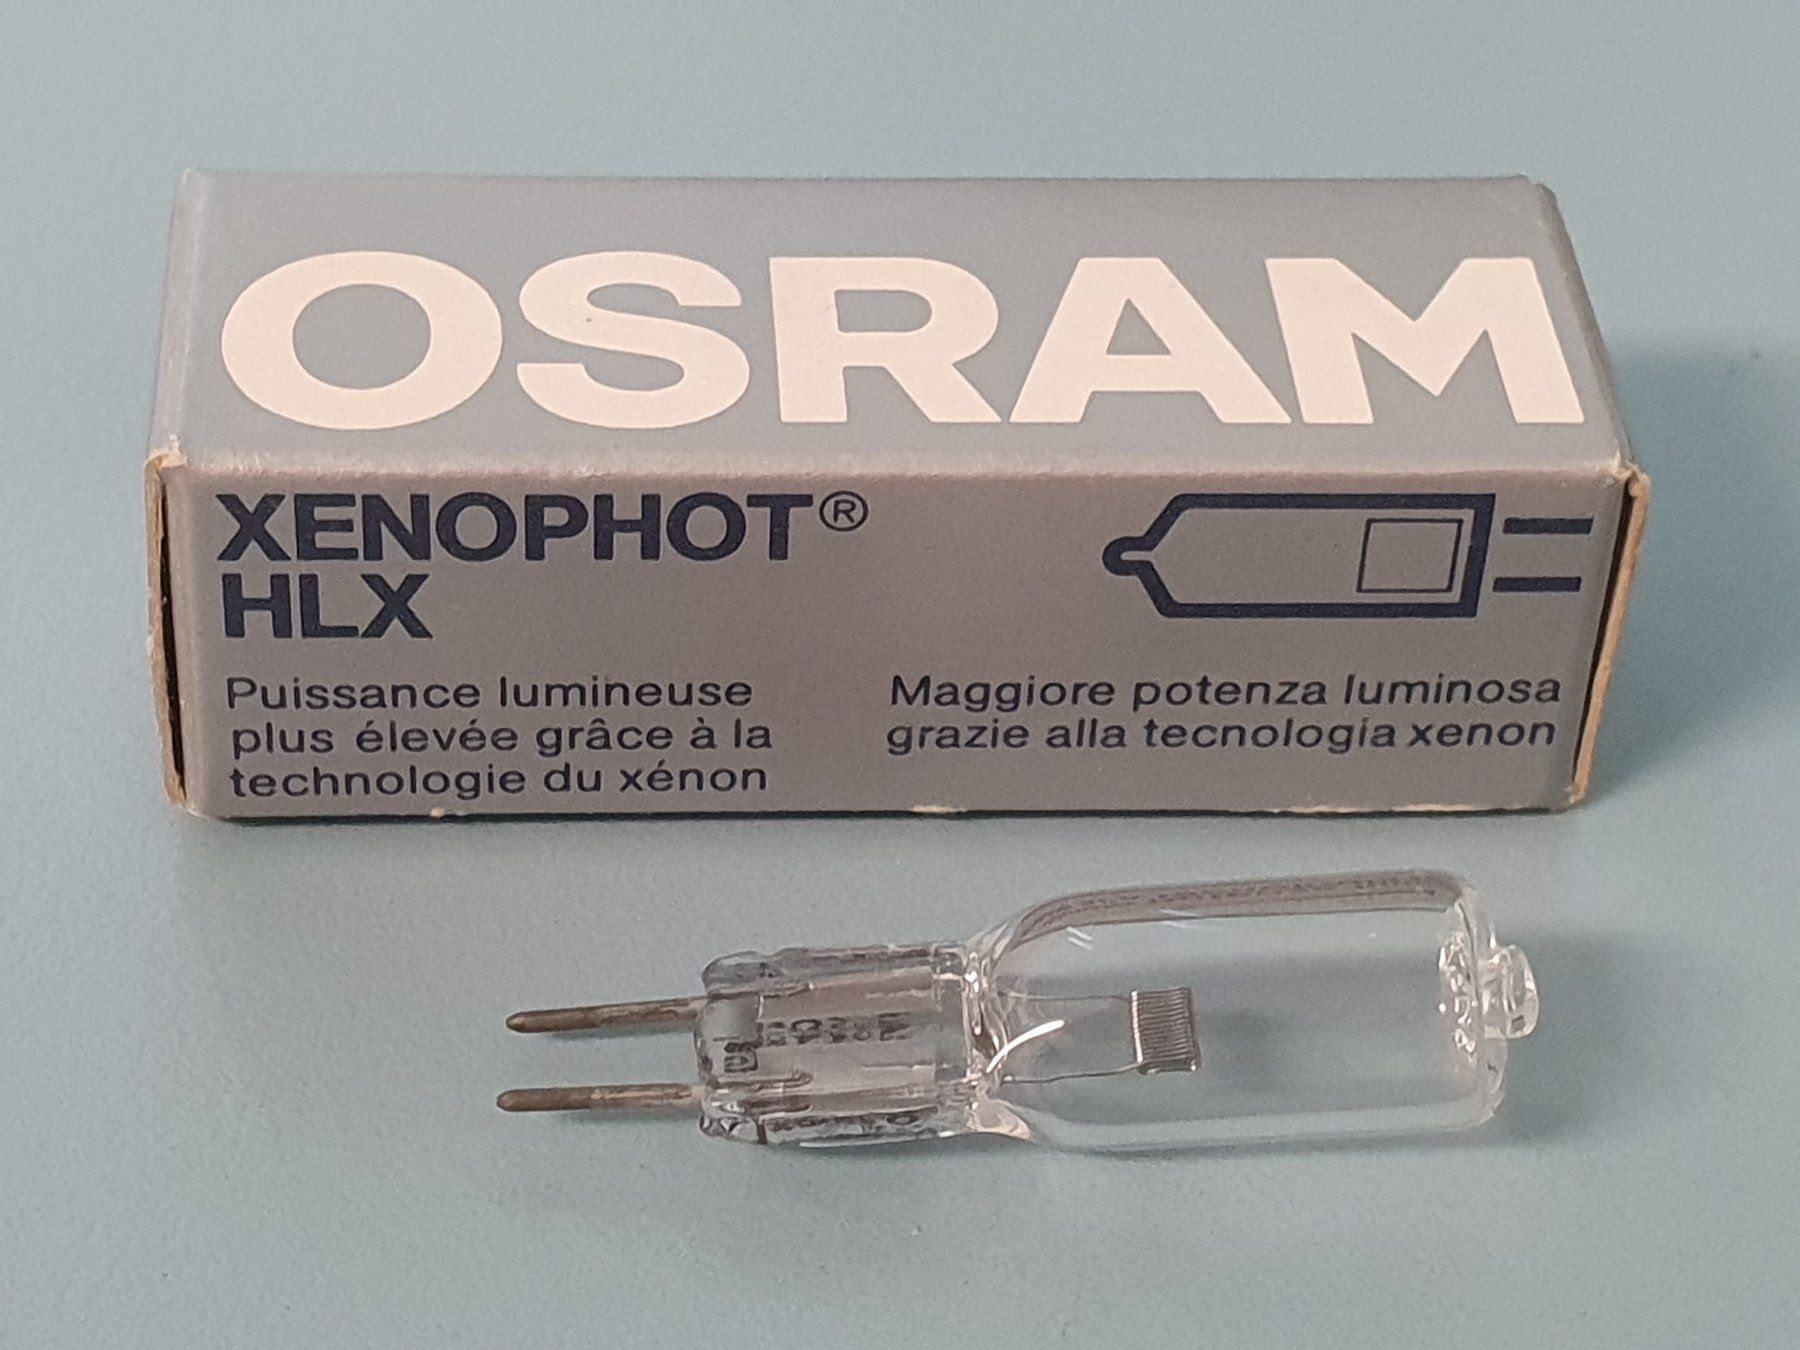 OSRAM
XENOPHOT®
HLX
Puissance lumineuse
plus élevée grâce à la
technologie du xénon
Maggiore potenza luminosa
grazie alla tecnologia xenon